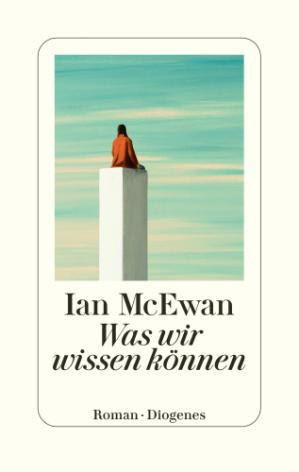 Ian McEwan
Was wir
wissen können
Roman · Diogenes